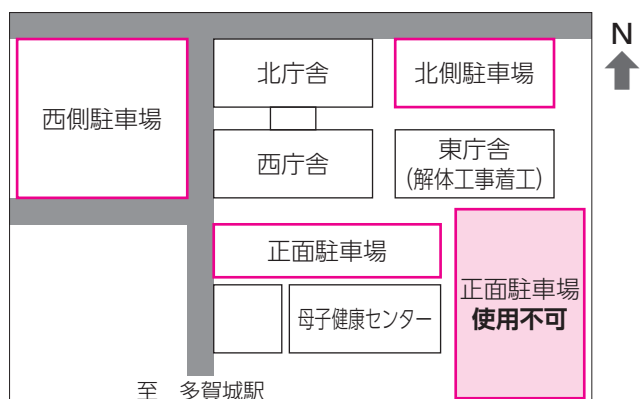 N
北庁舎
北側駐車場
西側駐車場
西庁舎
東庁舎
(解体工事着工)
正面駐車場
正面駐車場
使用不可
母子健康センター
至 多賀城駅